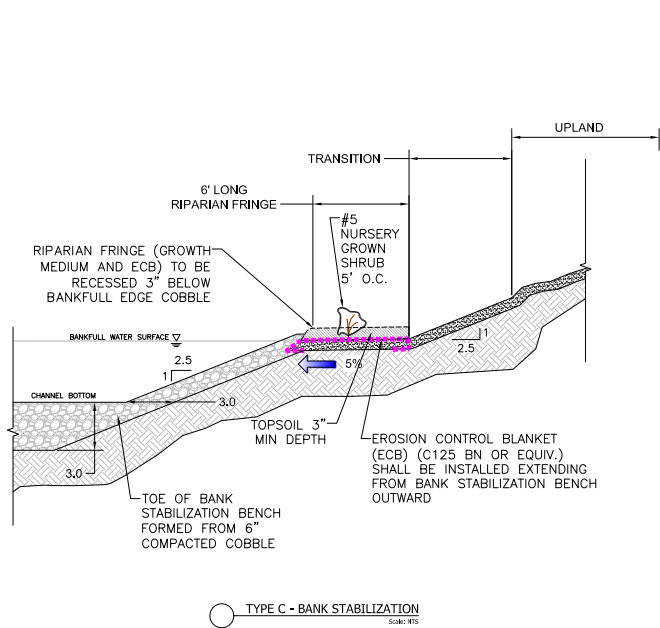 UPLAND
TRANSITION
6' LONG
RIPARIAN FRINGE
#5
NURSERY
GROWN
SHRUB
5' O.C.
RIPARIAN FRINGE (GROWTH
MEDIUM AND ECB) TO BE
RECESSED 3" BELOW
BANKFULL EDGE COBBLE
BANKFULL WATER SURFACE
1
2.5
2.5
1
5%
CHANNEL BOTTOM
3.0
TOPSOIL 3"
MIN DEPTH
EROSION CONTROL BLANKET
(ECB) (C125 BN OR EQUIV.)
SHALL BE INSTALLED EXTENDING
FROM BANK STABILIZATION BENCH
OUTWARD
3.0
TOE OF BANK
STABILIZATION BENCH
FORMED FROM 6"
COMPACTED COBBLE
TYPE C - BANK STABILIZATION
Scale: NTS